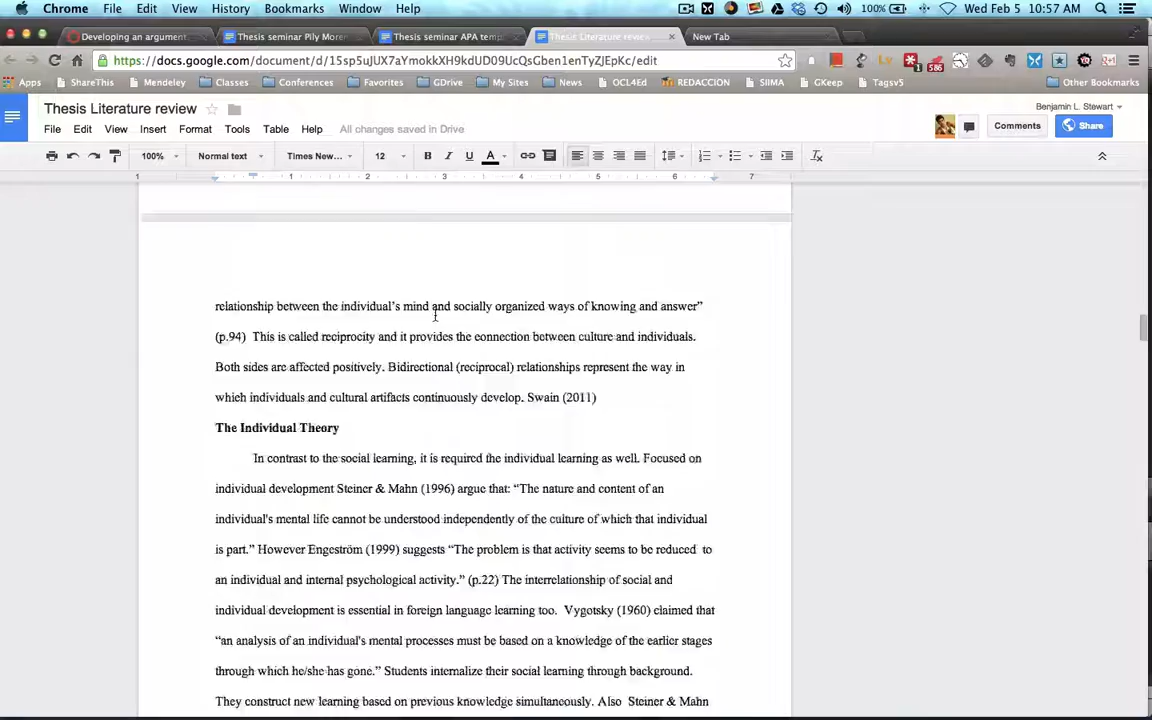 Chrome File Edit View History Bookmarks Window Help 100% Wed Feb 5 10:57 AM
Developing an argument Thesis seminar Pily Moren Thesis seminar APA temp Thesis Literature review New Tab
https://docs.google.com/document/d/15sp5uJUX7aYmokkXH9kdUD09UcQsGben1enTyZJEpKc/edit
Apps ShareThis Mendeley Classes Conferences Favorites GDrive My Sites News OCL4Ed REDACCION SIIMA GKeep Tagsv5 Other Bookmarks
Thesis Literature review
Benjamin L. Stewart
File Edit View Insert Format Tools Table Help All changes saved in Drive
Comments Share
100% Normal text Times New... 12 B I U A
1 1 2 3 4 5 6 7
relationship between the individual's mind and socially organized ways of knowing and answer”
(p.94) This is called reciprocity and it provides the connection between culture and individuals.
Both sides are affected positively. Bidirectional (reciprocal) relationships represent the way in
which individuals and cultural artifacts continuously develop. Swain (2011)
The Individual Theory
In contrast to the social learning, it is required the individual learning as well. Focused on
individual development Steiner & Mahn (1996) argue that: “The nature and content of an
individual's mental life cannot be understood independently of the culture of which that individual
is part.” However Engeström (1999) suggests “The problem is that activity seems to be reduced to
an individual and internal psychological activity.” (p.22) The interrelationship of social and
individual development is essential in foreign language learning too. Vygotsky (1960) claimed that
“an analysis of an individual's mental processes must be based on a knowledge of the earlier stages
through which he/she has gone.” Students internalize their social learning through background.
They construct new learning based on previous knowledge simultaneously. Also Steiner & Mahn